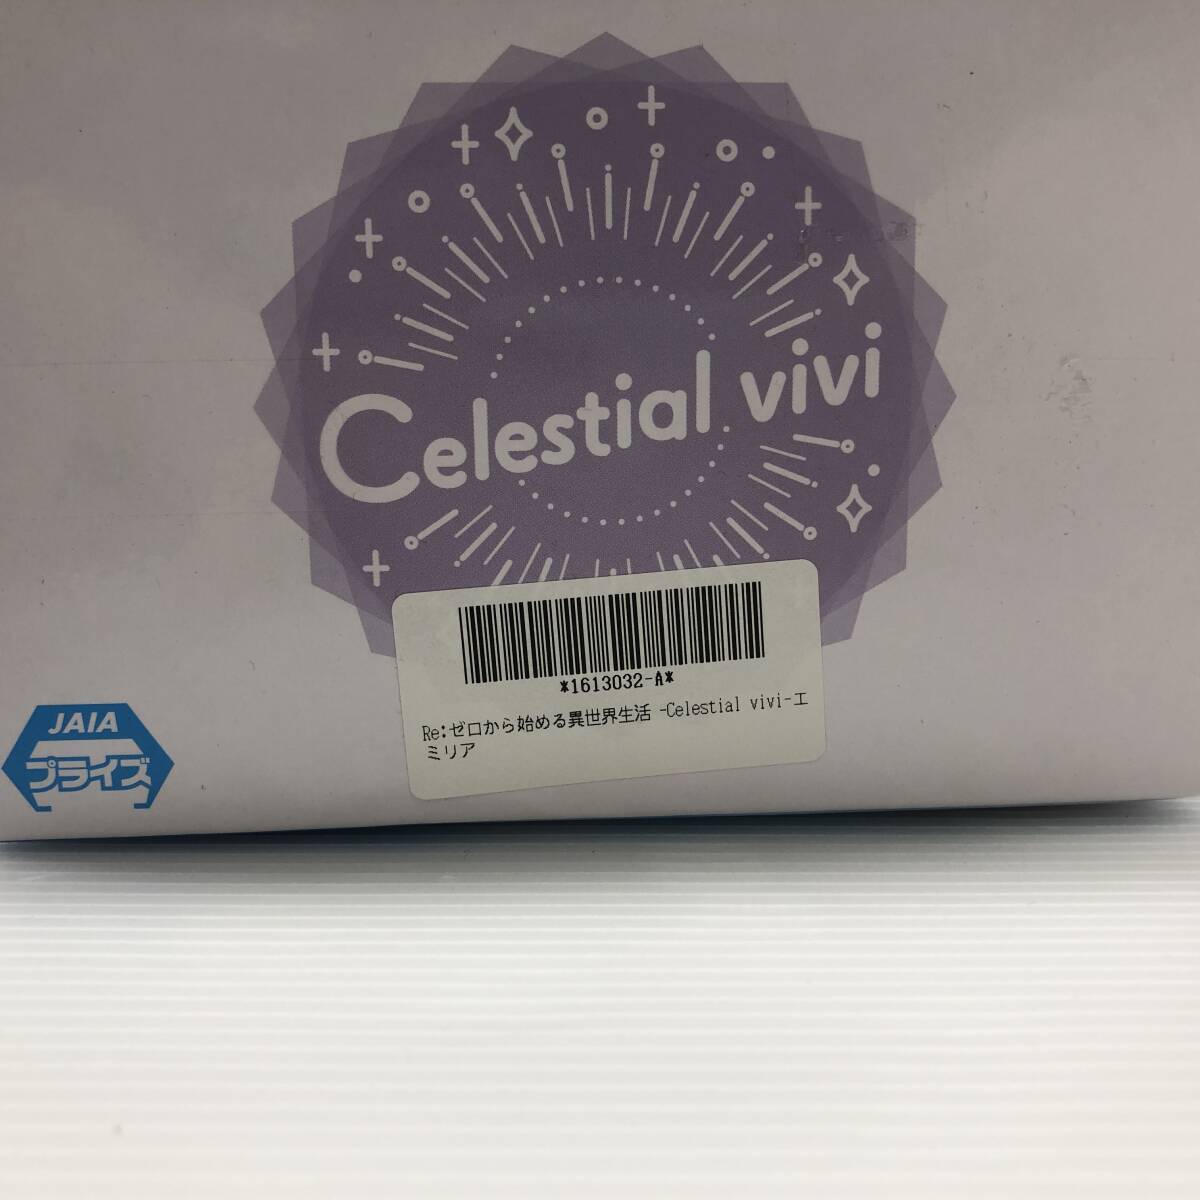 Celestial vivi
*1613032-A*
Re:ゼロから始める異世界生活 -Celestial vivi-エ
ミリア
JAIA
プライズ